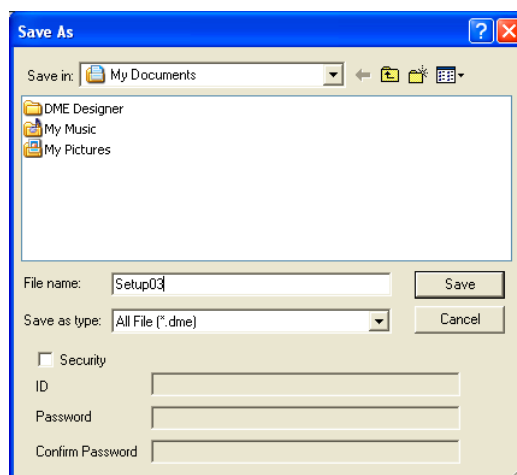 Save As
Save in: My Documents
DME Designer
My Music
My Pictures
File name: Setup03 Save
Save as type: All File (*.dme) Cancel
Security
ID
Password
Confirm Password